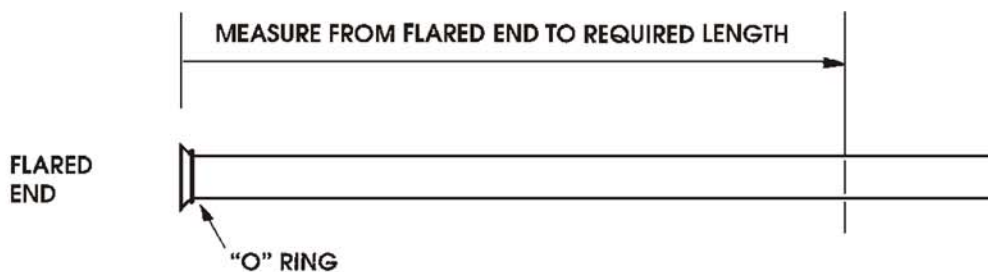 MEASURE FROM FLARED END TO REQUIRED LENGTH
FLARED
END
“O” RING